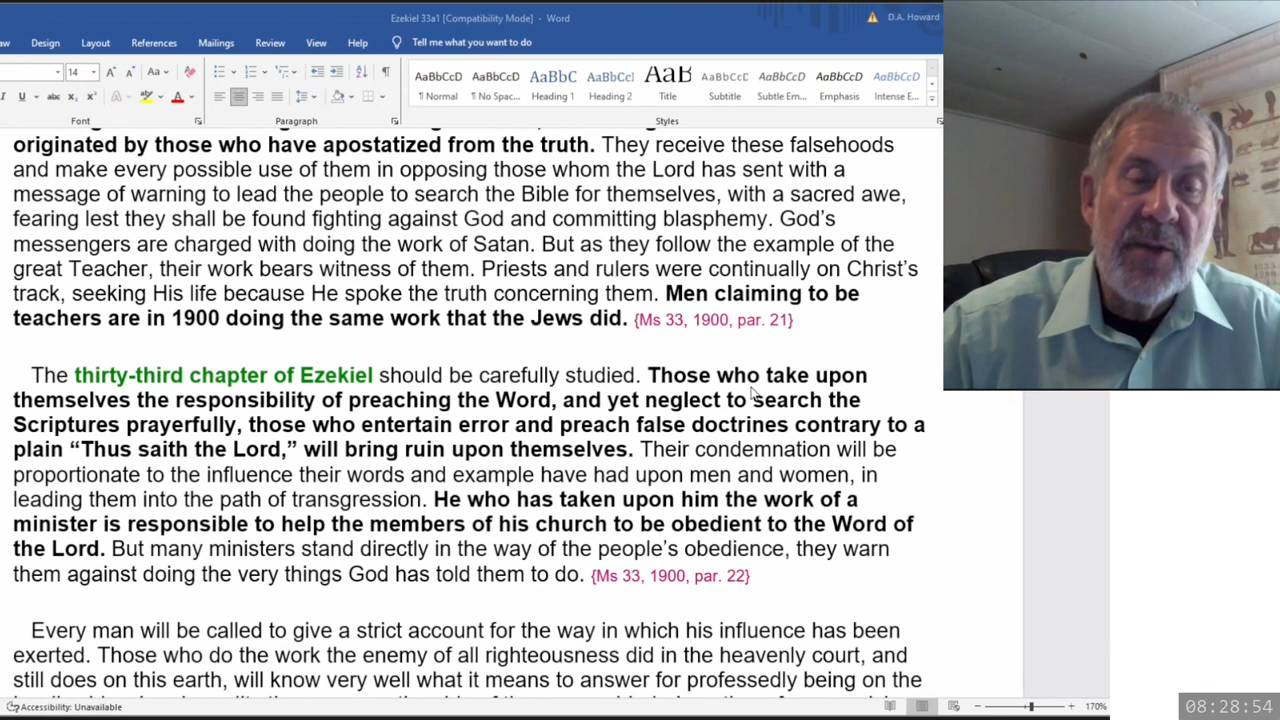 Ezekiel 33a1 [Compatibility Mode] - Word
D.A. Howard
aw Design Layout References Mailings Review View Help Tell me what you want to do
14 Aa
I U abc x₂ x² A A
AaBbCcD AaBbCcD AaBbC AaBbCcI AaB AaBbCcD AaBbCcD AaBbCcD AaBbCcD
¶ Normal ¶ No Spac... Heading 1 Heading 2 Title Subtitle Subtle Em... Emphasis Intense E...
Font Paragraph Styles
originated by those who have apostatized from the truth. They receive these falsehoods
and make every possible use of them in opposing those whom the Lord has sent with a
message of warning to lead the people to search the Bible for themselves, with a sacred awe,
fearing lest they shall be found fighting against God and committing blasphemy. God’s
messengers are charged with doing the work of Satan. But as they follow the example of the
great Teacher, their work bears witness of them. Priests and rulers were continually on Christ’s
track, seeking His life because He spoke the truth concerning them. Men claiming to be
teachers are in 1900 doing the same work that the Jews did. {Ms 33, 1900, par. 21}
The thirty-third chapter of Ezekiel should be carefully studied. Those who take upon
themselves the responsibility of preaching the Word, and yet neglect to search the
Scriptures prayerfully, those who entertain error and preach false doctrines contrary to a
plain “Thus saith the Lord,” will bring ruin upon themselves. Their condemnation will be
proportionate to the influence their words and example have had upon men and women, in
leading them into the path of transgression. He who has taken upon him the work of a
minister is responsible to help the members of his church to be obedient to the Word of
the Lord. But many ministers stand directly in the way of the people’s obedience, they warn
them against doing the very things God has told them to do. {Ms 33, 1900, par. 22}
Every man will be called to give a strict account for the way in which his influence has been
exerted. Those who do the work the enemy of all righteousness did in the heavenly court, and
still does on this earth, will know very well what it means to answer for professedly being on the
Accessibility: Unavailable
170%
08:28:54